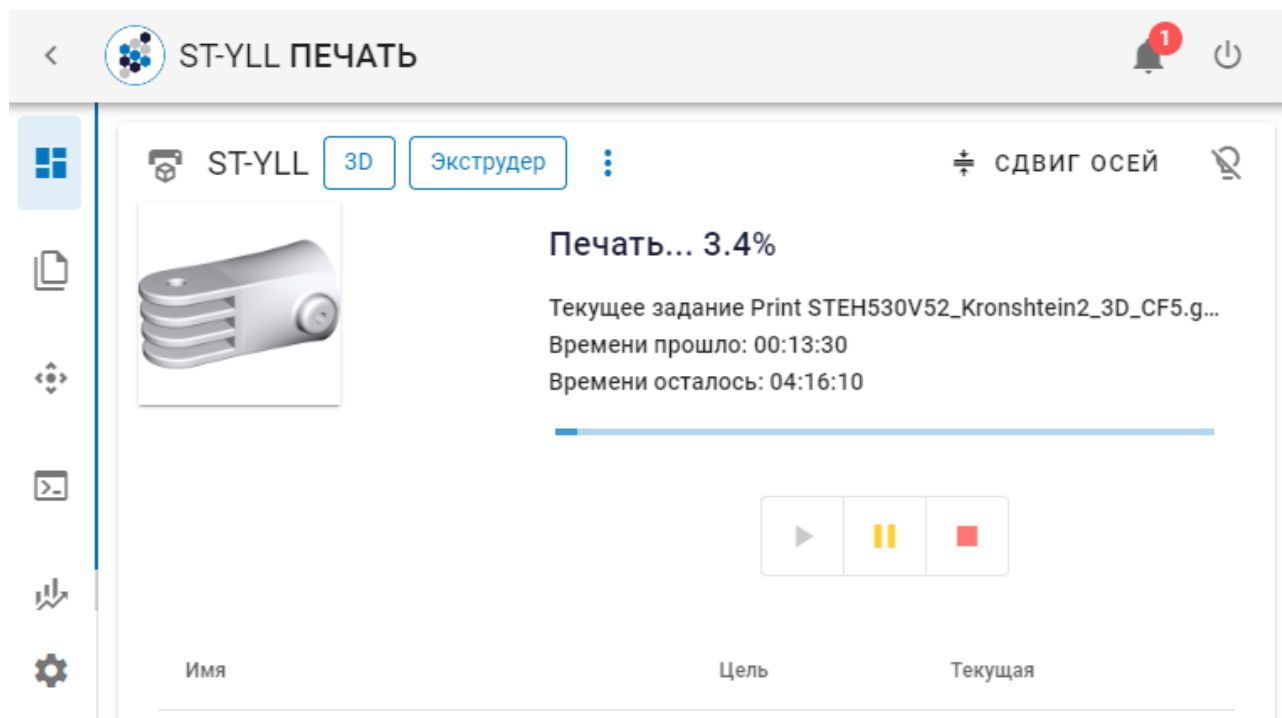 ST-YLL ПЕЧАТЬ 1
ST-YLL 3D Экструдер СДВИГ ОСЕЙ
Печать... 3.4%
Текущее задание Print STEH530V52_Kronshtein2_3D_CF5.g...
Времени прошло: 00:13:30
Времени осталось: 04:16:10
Имя Цель Текущая